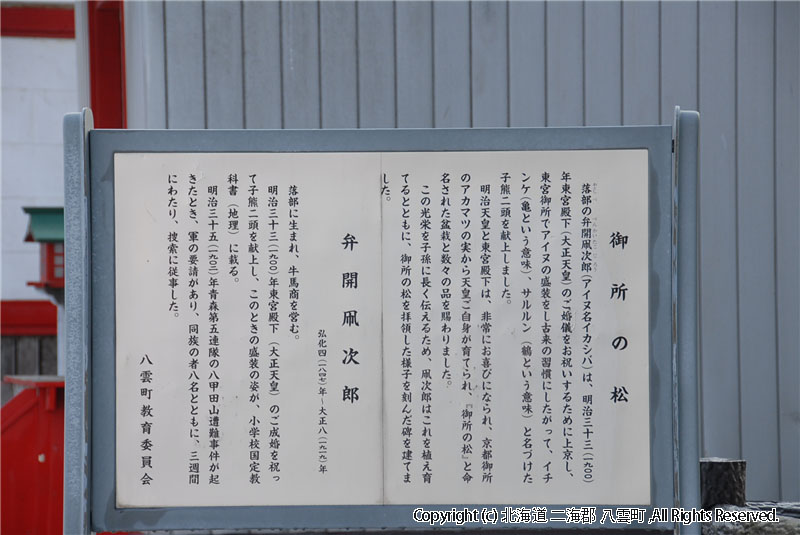 御所の松
落部の弁開凧次郎(アイヌ名イカシバ)は、明治三十三(一九〇〇)
年東宮殿下(大正天皇)のご婚儀をお祝いするために上京し、
東宮御所でアイヌの盛装をし古来の習慣にしたがって、イチ
ンケ(亀という意味)、サルルン(鶴という意味)と名づけた
子熊二頭を献上しました。
明治天皇と東宮殿下は、非常にお喜びになられ、京都御所
のアカマツの実から天皇ご自身が育てられ、『御所の松』と命
名された盆栽と数々の品を賜わりました。
この光栄を子孫に長く伝えるため、凧次郎はこれを植え育
てるとともに、御所の松を拝領した様子を刻んだ碑を建てま
した。
弁開凧次郎
弘化四(一八四七)年〜大正八(一九一九)年
落部に生まれ、牛馬商を営む。
明治三十三(一九〇〇)年東宮殿下(大正天皇)のご成婚を祝っ
て子熊二頭を献上し、このときの盛装の姿が、小学校国定教
科書(地理)に載る。
明治三十五(一九〇二)年青森第五連隊の八甲田山遭難事件が起
きたとき、軍の要請があり、同族の者八名とともに、三週間
にわたり、捜索に従事した。
八雲町教育委員会
Copyright (c) 北海道 二海郡 八雲町 ,All Rights Reserved.